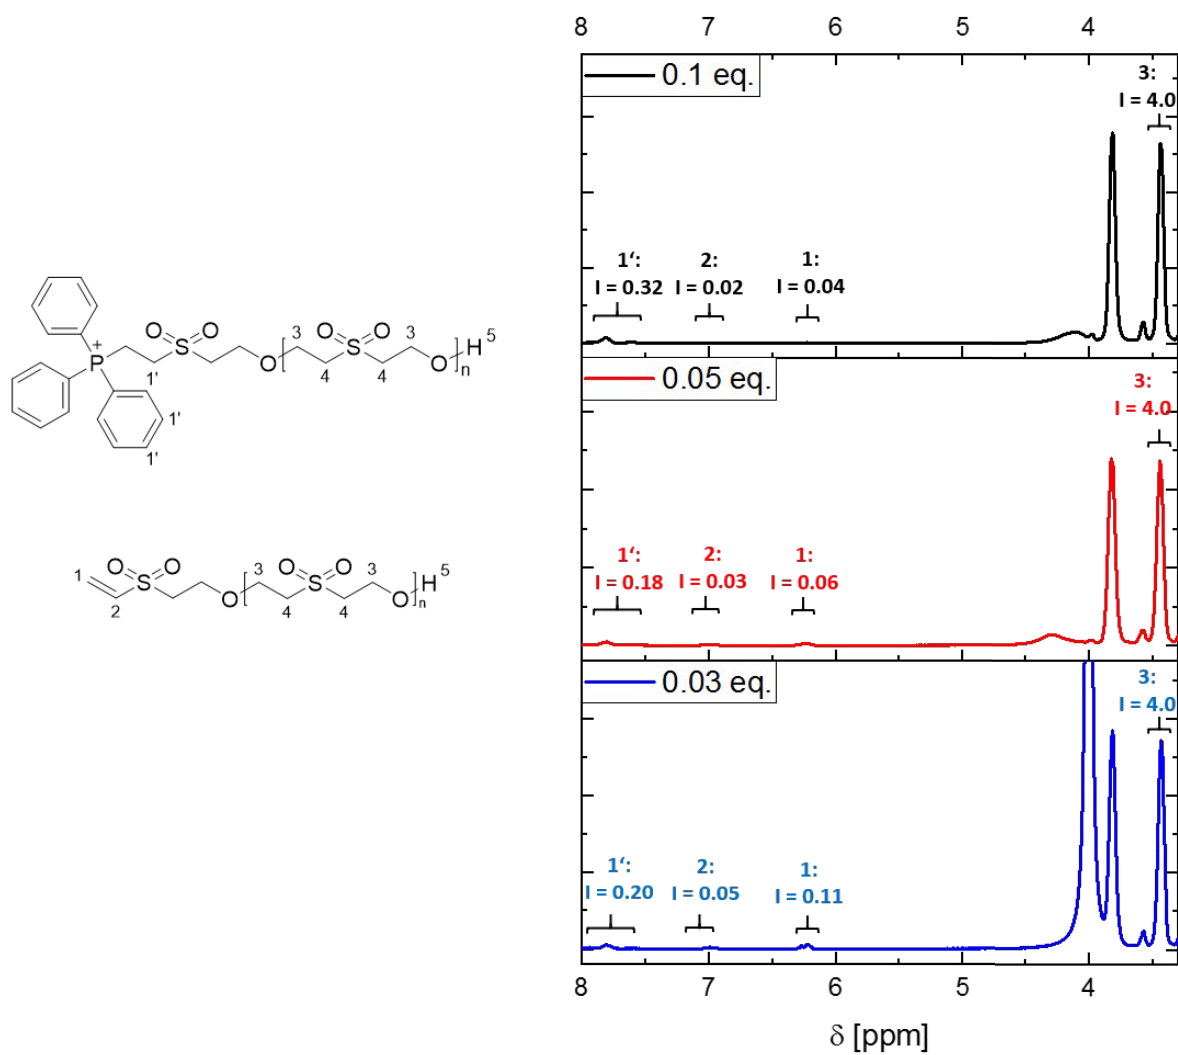 8 7 6 5 4
0.1 eq.
3:
I = 4.0
1‘: 2: 1:
I = 0.32 I = 0.02 I = 0.04
0.05 eq.
3:
I = 4.0
1‘: 2: 1:
I = 0.18 I = 0.03 I = 0.06
0.03 eq.
3:
I = 4.0
1‘: 2: 1:
I = 0.20 I = 0.05 I = 0.11
8 7 6 5 4
δ [ppm]
O O O O
S 3 S 3 H 5
P + O O n
1' 4 4
1'
1'
O O O O
1 S 3 S 3 H 5
2 O 4 4 O n